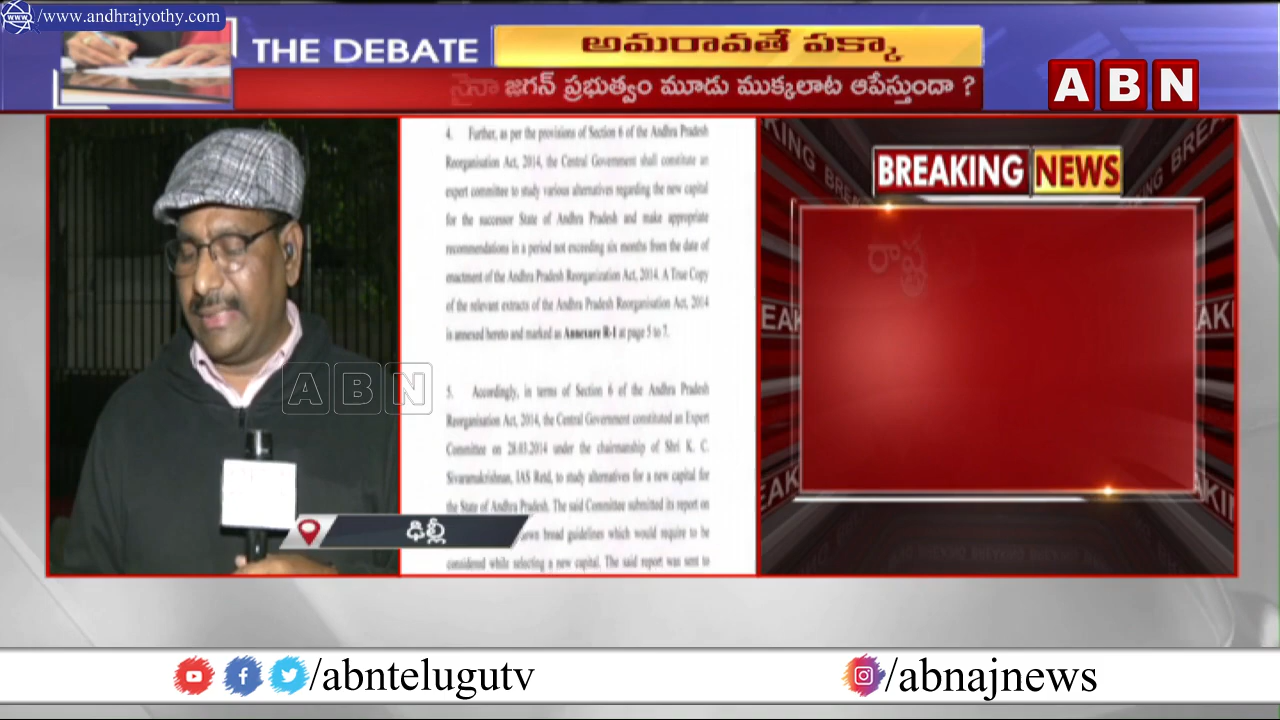 www./www.andhrajyothy.com
THE DEBATE
అమరావతే పక్కా
నైనా జగన్ ప్రభుత్వం మూడు ముక్కలాట ఆపేస్తుందా ?
ABN
4. Further, as per the provisions of Section 6 of the Andhra Pradesh
Reorganisation Act, 2014, the Central Government shall constitute an
expert committee to study various alternatives regarding the new capital
for the successor State of Andhra Pradesh and make appropriate
recommendations in a period not exceeding six months from the date of
enactment of the Andhra Pradesh Reorganization Act, 2014. A True Copy
of the relevant extracts of the Andhra Pradesh Reorganisation Act, 2014
is annexed hereto and marked as Annexure R-1 at page 5 to 7.
5. Accordingly, in terms of Section 6 of the Andhra Pradesh
Reorganisation Act, 2014, the Central Government constituted an Expert
Committee on 28.03.2014 under the chairmanship of Shri K. C.
Sivaramakrishnan, IAS Retd, to study alternatives for a new capital for
the State of Andhra Pradesh. The said Committee submitted its report on
broad guidelines which would require to be
considered while selecting a new capital. The said report was sent to
ABN
ఢిల్లీ
BREAKING NEWS
రాష్ట్ర
/abntelugutv
/abnajnews